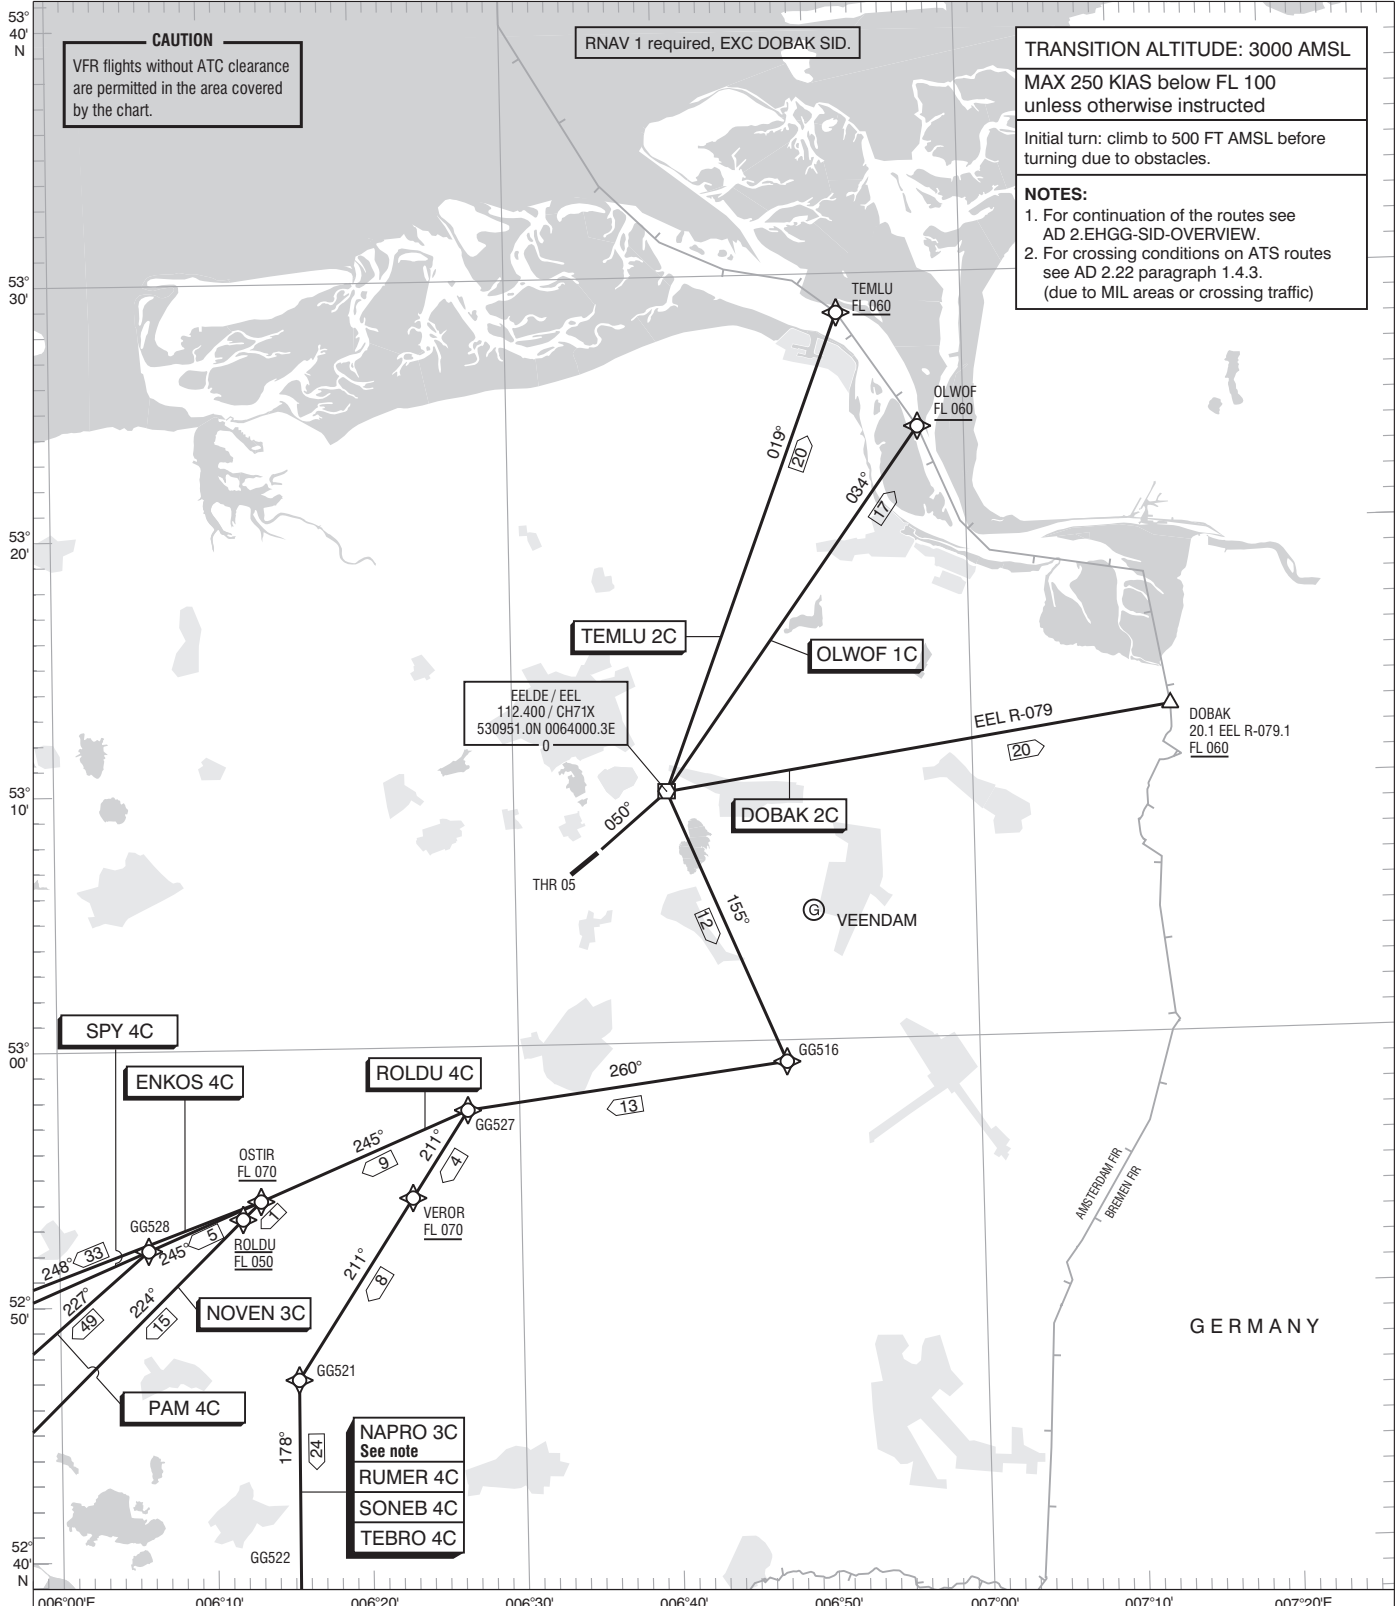 53°
40'
N
CAUTION
VFR flights without ATC clearance
are permitted in the area covered
by the chart.
RNAV 1 required, EXC DOBAK SID.
TRANSITION ALTITUDE: 3000 AMSL
MAX 250 KIAS below FL 100
unless otherwise instructed
Initial turn: climb to 500 FT AMSL before
turning due to obstacles.
NOTES:
1. For continuation of the routes see
AD 2.EHGG-SID-OVERVIEW.
2. For crossing conditions on ATS routes
see AD 2.22 paragraph 1.4.3.
(due to MIL areas or crossing traffic)
53°
30'
TEMLU
FL 060
OLWOF
FL 060
019°
20
034°
17
53°
20'
TEMLU 2C
OLWOF 1C
EELDE / EEL
112.400 / CH71X
530951.0N 0064000.3E
0
EEL R-079
20
DOBAK
20.1 EEL R-079.1
FL 060
53°
10'
050°
DOBAK 2C
THR 05
155°
12
G
VEENDAM
SPY 4C
53°
00'
GG516
ENKOS 4C
ROLDU 4C
260°
13
GG527
245°
9
211°
4
OSTIR
FL 070
1
VEROR
FL 070
AMSTERDAM FIR
BREMEN FIR
GG528
ROLDU
FL 050
5
245°
248°
33
211°
8
227°
49
224°
15
NOVEN 3C
52°
50'
GERMANY
GG521
PAM 4C
178°
24
NAPRO 3C
See note
RUMER 4C
SONEB 4C
TEBRO 4C
GG522
52°
40'
N
006°00'E
006°10'
006°20'
006°30'
006°40'
006°50'
007°00'
007°10'
007°20'E